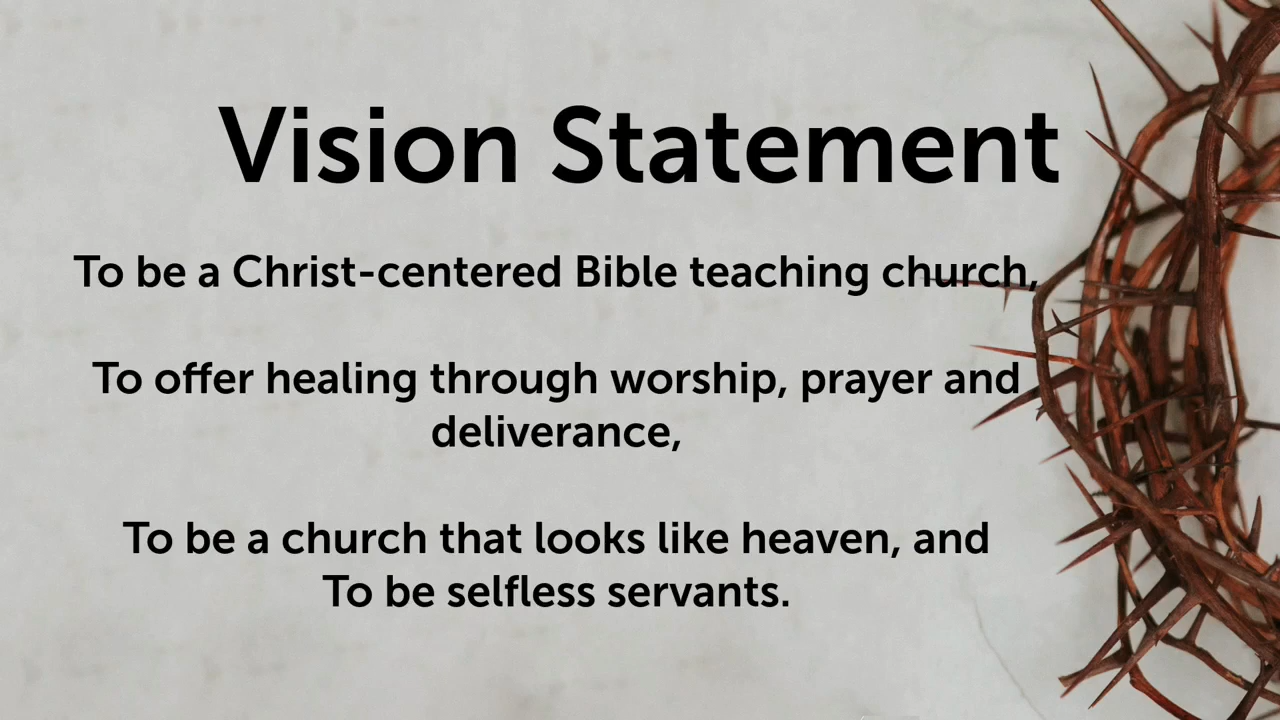 Vision Statement
To be a Christ-centered Bible teaching church,
To offer healing through worship, prayer and
deliverance,
To be a church that looks like heaven, and
To be selfless servants.